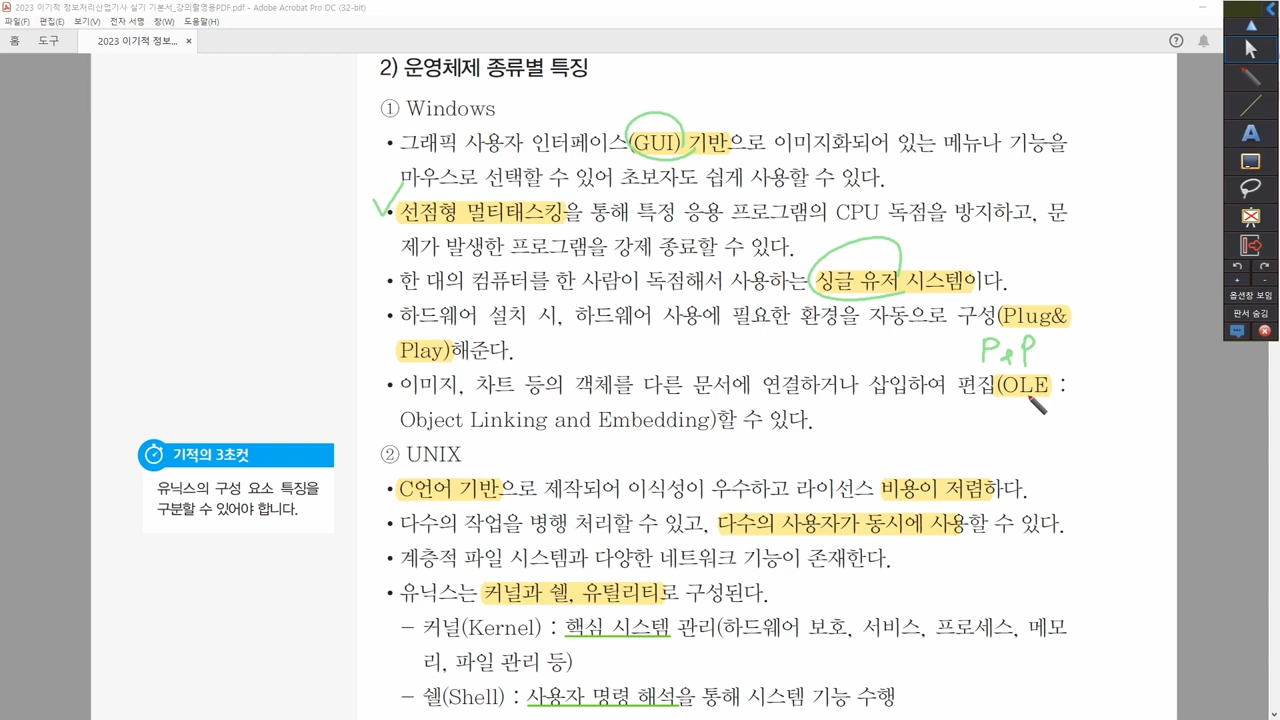 2023 이기적 정보처리산업기사 실기 기본서_강의촬영용PDF.pdf - Adobe Acrobat Pro DC (32-bit)
파일(F) 편집(E) 보기(V) 전자 서명 창(W) 도움말(H)
홈 도구 2023 이기적 정보... ×
2) 운영체제 종류별 특징
① Windows
• 그래픽 사용자 인터페이스(GUI) 기반으로 이미지화되어 있는 메뉴나 기능을
마우스로 선택할 수 있어 초보자도 쉽게 사용할 수 있다.
• 선점형 멀티태스킹을 통해 특정 응용 프로그램의 CPU 독점을 방지하고, 문
제가 발생한 프로그램을 강제 종료할 수 있다.
• 한 대의 컴퓨터를 한 사람이 독점해서 사용하는 싱글 유저 시스템이다.
• 하드웨어 설치 시, 하드웨어 사용에 필요한 환경을 자동으로 구성(Plug&
Play)해준다.
P&P
• 이미지, 차트 등의 객체를 다른 문서에 연결하거나 삽입하여 편집(OLE :
Object Linking and Embedding)할 수 있다.
기적의 3초컷
유닉스의 구성 요소 특징을
구분할 수 있어야 합니다.
② UNIX
• C언어 기반으로 제작되어 이식성이 우수하고 라이선스 비용이 저렴하다.
• 다수의 작업을 병행 처리할 수 있고, 다수의 사용자가 동시에 사용할 수 있다.
• 계층적 파일 시스템과 다양한 네트워크 기능이 존재한다.
• 유닉스는 커널과 쉘, 유틸리티로 구성된다.
– 커널(Kernel) : 핵심 시스템 관리(하드웨어 보호, 서비스, 프로세스, 메모
리, 파일 관리 등)
– 쉘(Shell) : 사용자 명령 해석을 통해 시스템 기능 수행
A
+ -
옵션창 보임
판서 숨김